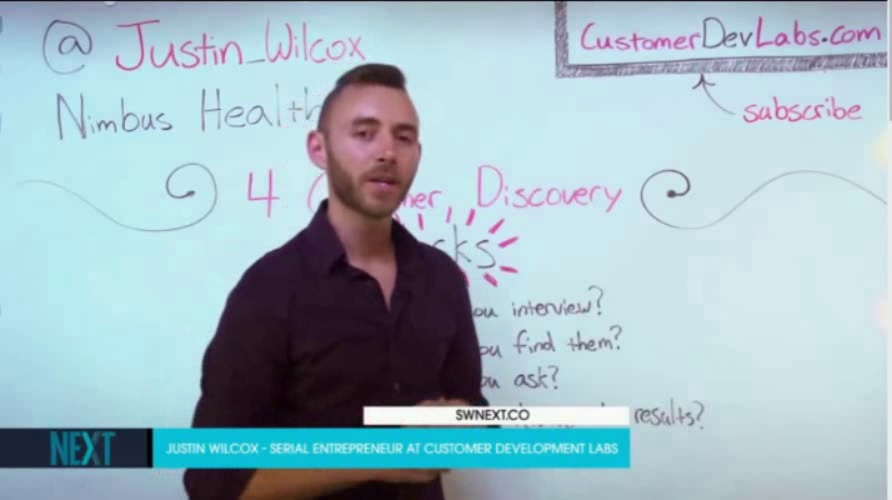 @ Justin_Wilcox
CustomerDevLabs.com
Nimbus Health
subscribe
4 Discovery
interview?
find them?
ask?
results?
SWNEXT.CO
NEXT
JUSTIN WILCOX - SERIAL ENTREPRENEUR AT CUSTOMER DEVELOPMENT LABS